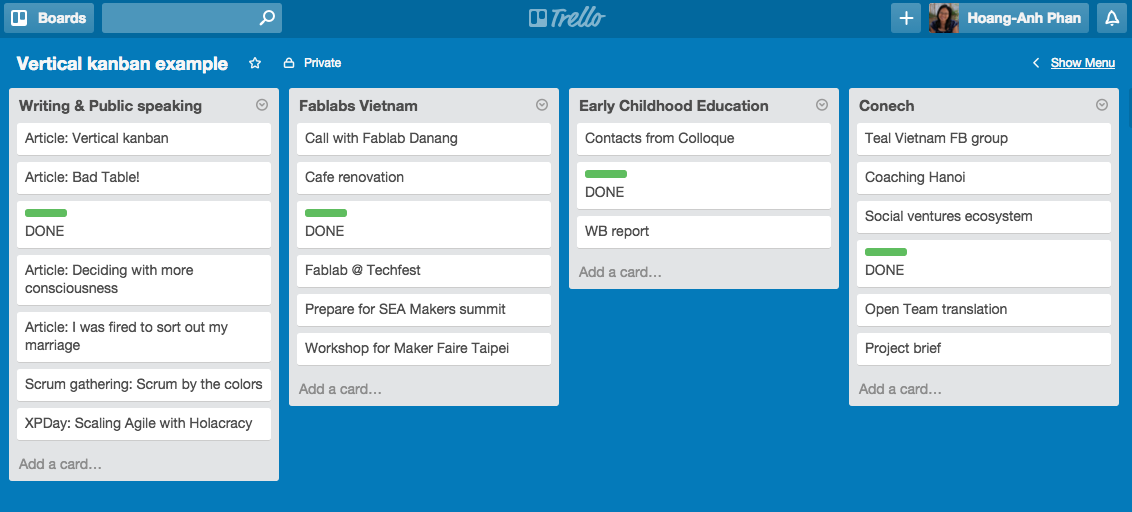 Boards
Trello
Hoang-Anh Phan
Vertical kanban example
Private
Show Menu
Writing & Public speaking
Article: Vertical kanban
Article: Bad Table!
DONE
Article: Deciding with more
consciousness
Article: I was fired to sort out my
marriage
Scrum gathering: Scrum by the colors
XPDay: Scaling Agile with Holacracy
Add a card…
Fablabs Vietnam
Call with Fablab Danang
Cafe renovation
DONE
Fablab @ Techfest
Prepare for SEA Makers summit
Workshop for Maker Faire Taipei
Add a card…
Early Childhood Education
Contacts from Colloque
DONE
WB report
Add a card…
Conech
Teal Vietnam FB group
Coaching Hanoi
Social ventures ecosystem
DONE
Open Team translation
Project brief
Add a card…